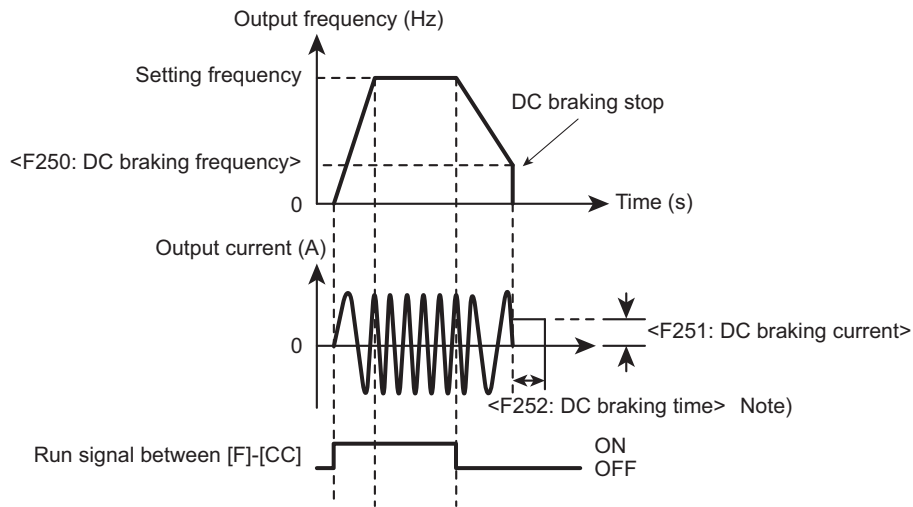 Output frequency (Hz)
Setting frequency
DC braking stop
<F250: DC braking frequency>
0
Time (s)
Output current (A)
<F251: DC braking current>
0
<F252: DC braking time> Note)
Run signal between [F]-[CC]
ON
OFF